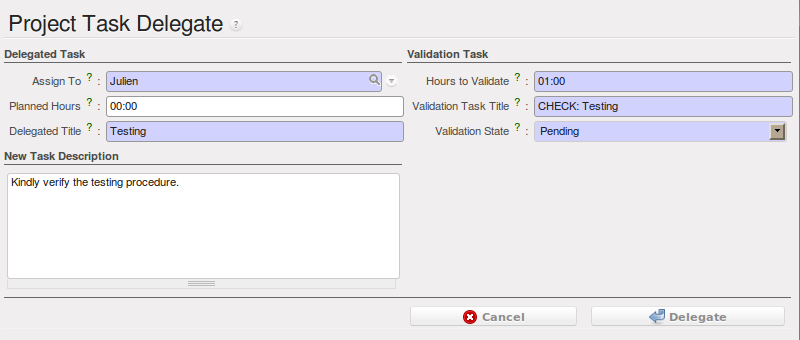 Project Task Delegate ?
Delegated Task
Assign To ? : Julien
Planned Hours ? : 00:00
Delegated Title ? : Testing
New Task Description
Kindly verify the testing procedure.
Validation Task
Hours to Validate ? : 01:00
Validation Task Title ? : CHECK: Testing
Validation State ? : Pending
Cancel
Delegate